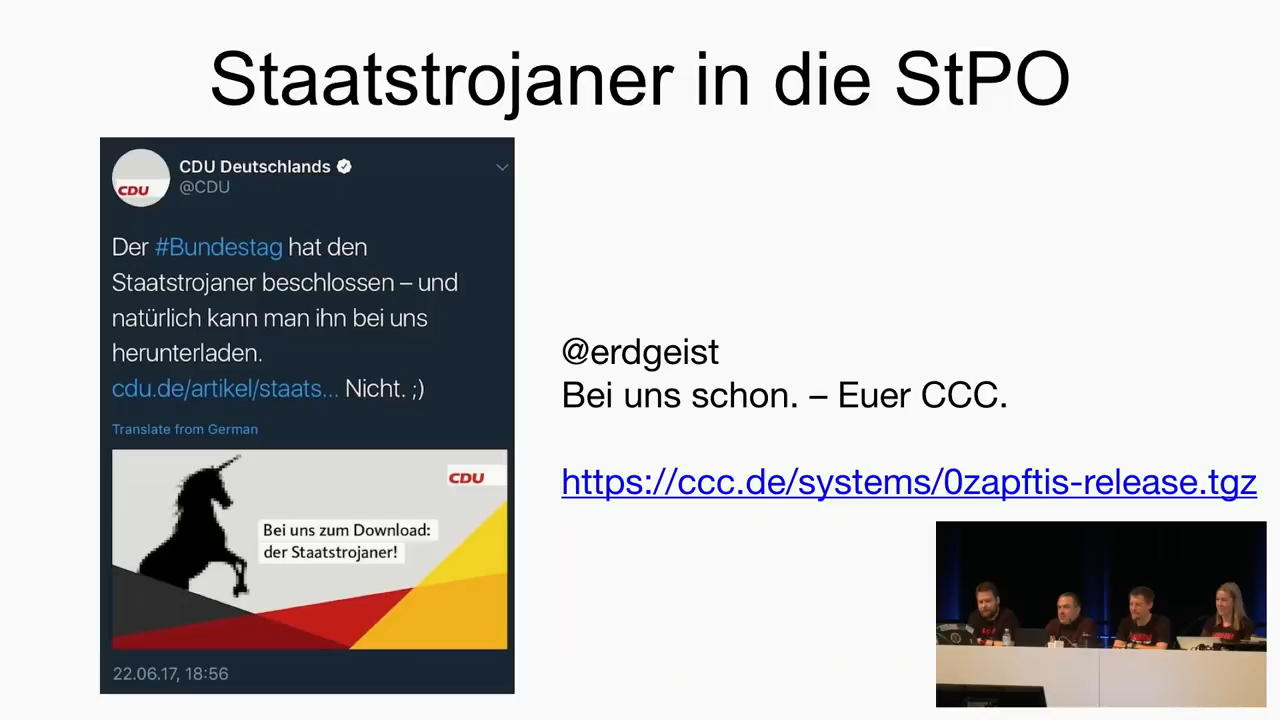 Staatstrojaner in die StPO
CDU
CDU Deutschlands
@CDU
Der #Bundestag hat den
Staatstrojaner beschlossen – und
natürlich kann man ihn bei uns
herunterladen.
cdu.de/artikel/staats... Nicht. ;)
Translate from German
CDU
Bei uns zum Download:
der Staatstrojaner!
22.06.17, 18:56
@erdgeist
Bei uns schon. – Euer CCC.
https://ccc.de/systems/0zapftis-release.tgz